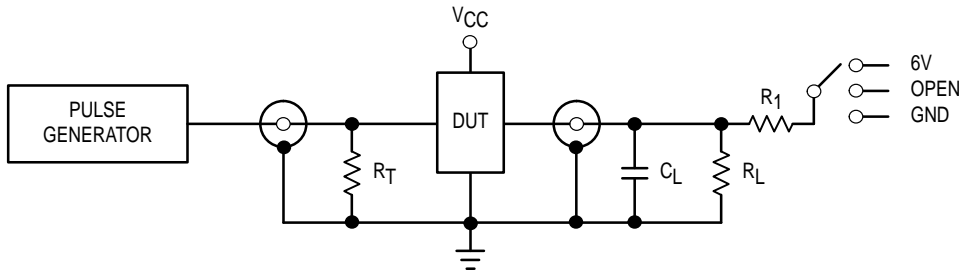 VCC
PULSE
GENERATOR
DUT
RT
CL
RL
R1
6V
OPEN
GND